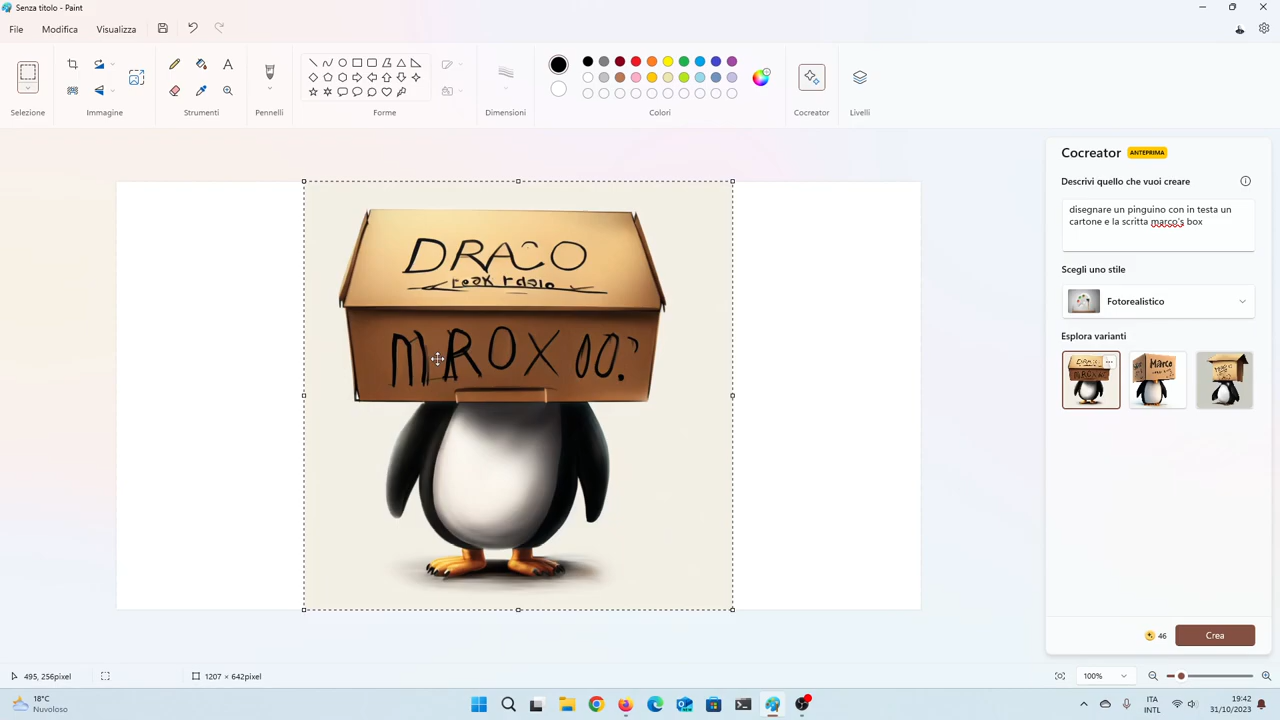 Senza titolo - Paint
File Modifica Visualizza
Selezione Immagine Strumenti Pennelli Forme Dimensioni Colori Cocreator Livelli
Cocreator ANTEPRIMA
Descrivi quello che vuoi creare
disegnare un pinguino con in testa un
cartone e la scritta marco's box
Scegli uno stile
Fotorealistico
Esplora varianti
Marco
DRACO
MROX
46 Crea
495, 256pixel 1207 × 642pixel 100%
18°C
Nuvoloso
ITA
INTL
19:42
31/10/2023